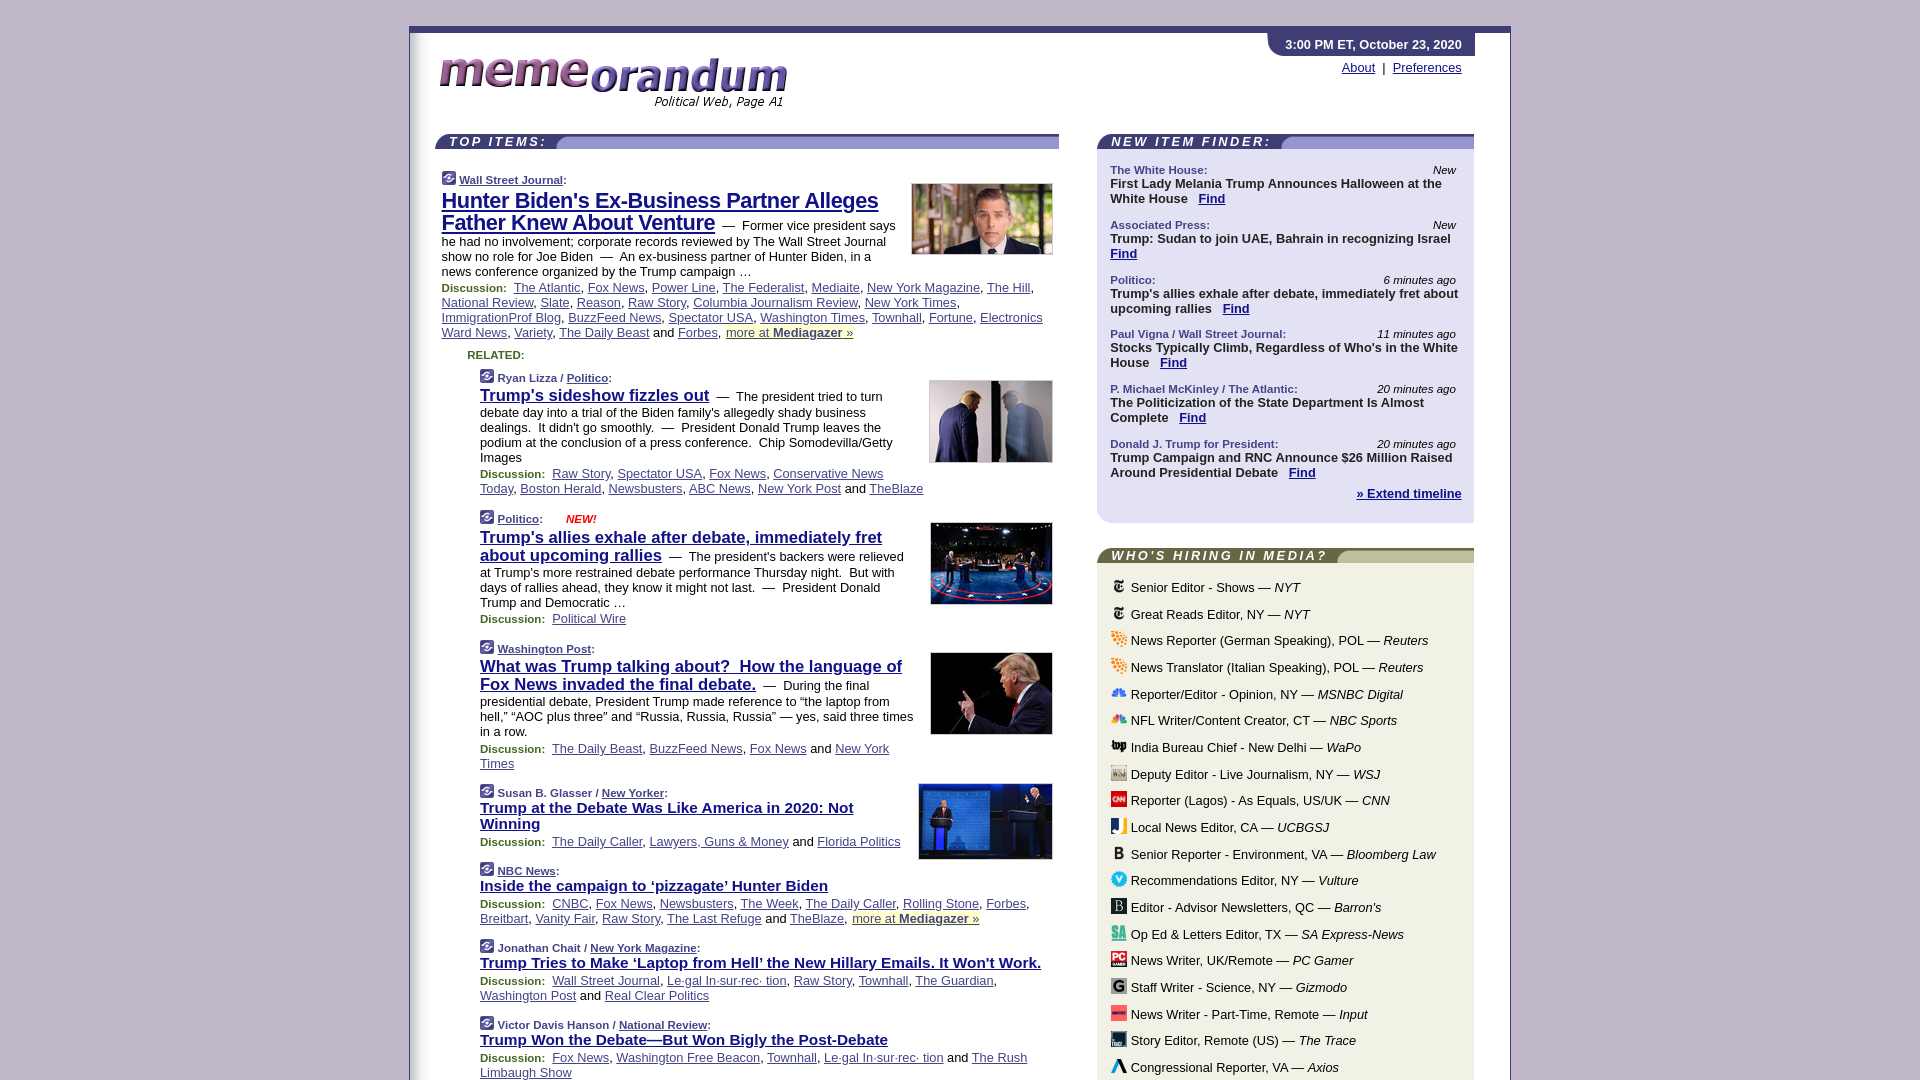 3:00 PM ET, October 23, 2020
About | Preferences
memeorandum
Political Web, Page A1
TOP ITEMS:
Wall Street Journal:
Hunter Biden's Ex-Business Partner Alleges
Father Knew About Venture — Former vice president says
he had no involvement; corporate records reviewed by The Wall Street Journal
show no role for Joe Biden — An ex-business partner of Hunter Biden, in a
news conference organized by the Trump campaign …
Discussion: The Atlantic, Fox News, Power Line, The Federalist, Mediaite, New York Magazine, The Hill,
National Review, Slate, Reason, Raw Story, Columbia Journalism Review, New York Times,
ImmigrationProf Blog, BuzzFeed News, Spectator USA, Washington Times, Townhall, Fortune, Electronics
Ward News, Variety, The Daily Beast and Forbes, more at Mediagazer »
RELATED:
Ryan Lizza / Politico:
Trump's sideshow fizzles out — The president tried to turn
debate day into a trial of the Biden family's allegedly shady business
dealings. It didn't go smoothly. — President Donald Trump leaves the
podium at the conclusion of a press conference. Chip Somodevilla/Getty
Images
Discussion: Raw Story, Spectator USA, Fox News, Conservative News
Today, Boston Herald, Newsbusters, ABC News, New York Post and TheBlaze
Politico: NEW!
Trump's allies exhale after debate, immediately fret
about upcoming rallies — The president's backers were relieved
at Trump's more restrained debate performance Thursday night. But with
days of rallies ahead, they know it might not last. — President Donald
Trump and Democratic …
Discussion: Political Wire
Washington Post:
What was Trump talking about? How the language of
Fox News invaded the final debate. — During the final
presidential debate, President Trump made reference to “the laptop from
hell,” “AOC plus three” and “Russia, Russia, Russia” — yes, said three times
in a row.
Discussion: The Daily Beast, BuzzFeed News, Fox News and New York
Times
Susan B. Glasser / New Yorker:
Trump at the Debate Was Like America in 2020: Not
Winning
Discussion: The Daily Caller, Lawyers, Guns & Money and Florida Politics
NBC News:
Inside the campaign to ‘pizzagate’ Hunter Biden
Discussion: CNBC, Fox News, Newsbusters, The Week, The Daily Caller, Rolling Stone, Forbes,
Breitbart, Vanity Fair, Raw Story, The Last Refuge and TheBlaze, more at Mediagazer »
Jonathan Chait / New York Magazine:
Trump Tries to Make ‘Laptop from Hell’ the New Hillary Emails. It Won't Work.
Discussion: Wall Street Journal, Le·gal In·sur·rec· tion, Raw Story, Townhall, The Guardian,
Washington Post and Real Clear Politics
Victor Davis Hanson / National Review:
Trump Won the Debate—But Won Bigly the Post-Debate
Discussion: Fox News, Washington Free Beacon, Townhall, Le·gal In·sur·rec· tion and The Rush
Limbaugh Show
NEW ITEM FINDER:
The White House: New
First Lady Melania Trump Announces Halloween at the
White House Find
Associated Press: New
Trump: Sudan to join UAE, Bahrain in recognizing Israel
Find
Politico: 6 minutes ago
Trump's allies exhale after debate, immediately fret about
upcoming rallies Find
Paul Vigna / Wall Street Journal: 11 minutes ago
Stocks Typically Climb, Regardless of Who's in the White
House Find
P. Michael McKinley / The Atlantic: 20 minutes ago
The Politicization of the State Department Is Almost
Complete Find
Donald J. Trump for President: 20 minutes ago
Trump Campaign and RNC Announce $26 Million Raised
Around Presidential Debate Find
» Extend timeline
WHO'S HIRING IN MEDIA?
Senior Editor - Shows — NYT
Great Reads Editor, NY — NYT
News Reporter (German Speaking), POL — Reuters
News Translator (Italian Speaking), POL — Reuters
Reporter/Editor - Opinion, NY — MSNBC Digital
NFL Writer/Content Creator, CT — NBC Sports
wp India Bureau Chief - New Delhi — WaPo
WSJ Deputy Editor - Live Journalism, NY — WSJ
CNN Reporter (Lagos) - As Equals, US/UK — CNN
Local News Editor, CA — UCBGSJ
B Senior Reporter - Environment, VA — Bloomberg Law
Recommendations Editor, NY — Vulture
B Editor - Advisor Newsletters, QC — Barron's
SA Op Ed & Letters Editor, TX — SA Express-News
PC GAMER News Writer, UK/Remote — PC Gamer
G Staff Writer - Science, NY — Gizmodo
News Writer - Part-Time, Remote — Input
Story Editor, Remote (US) — The Trace
Congressional Reporter, VA — Axios